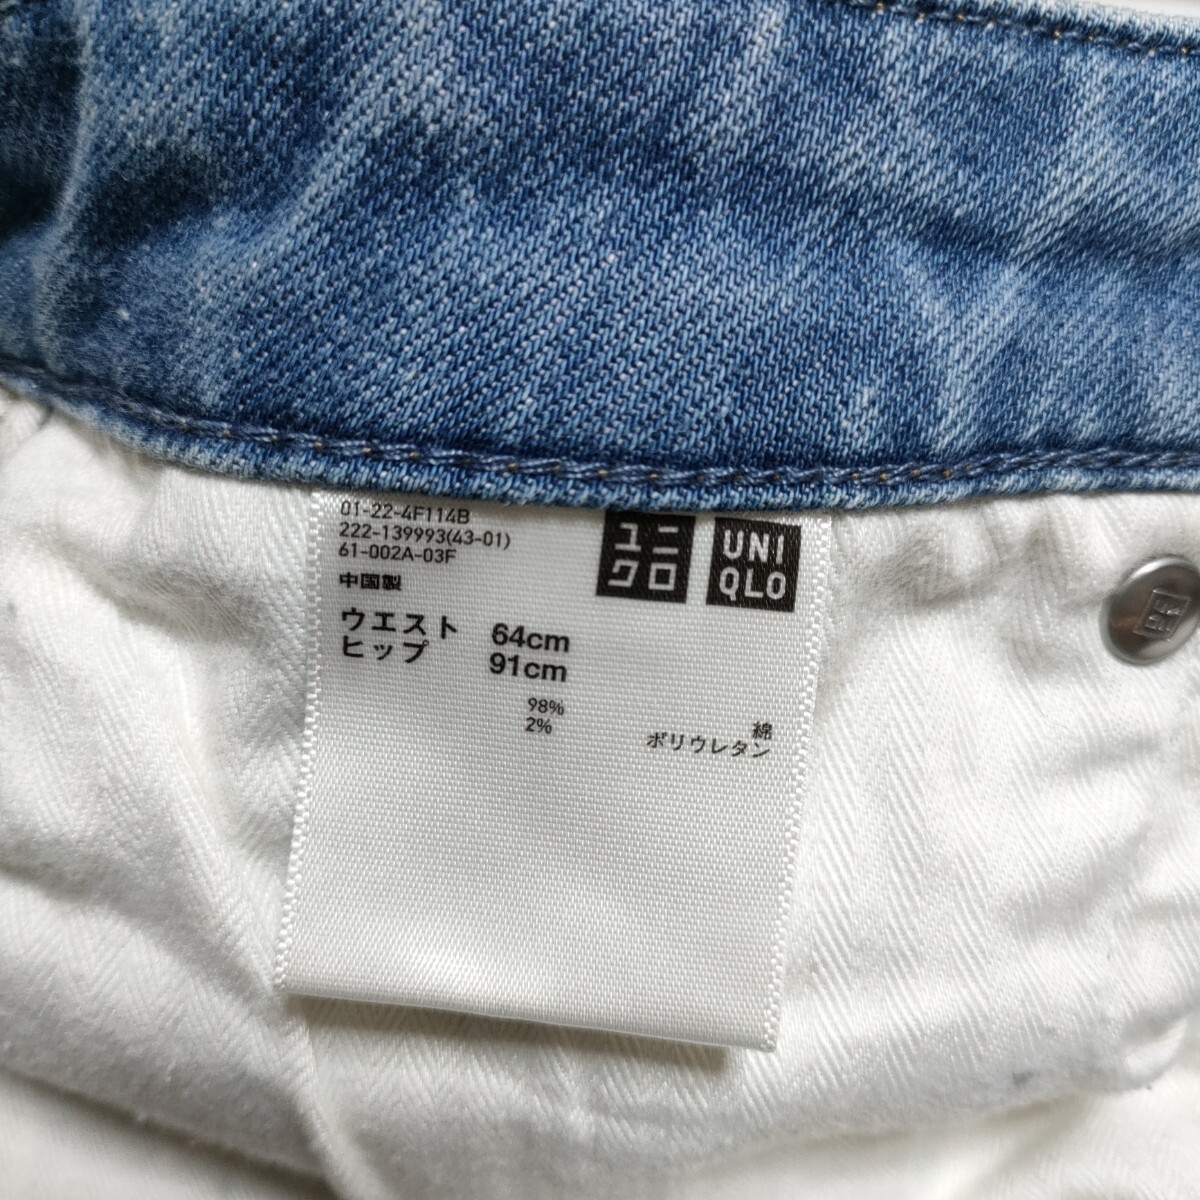 01-22-4F114B
222-139993(43-01)
61-002A-03F
中国製
ユニ
クロ
UNI
QLO
ウエスト 64cm
ヒップ 91cm
98% 綿
2% ポリウレタン